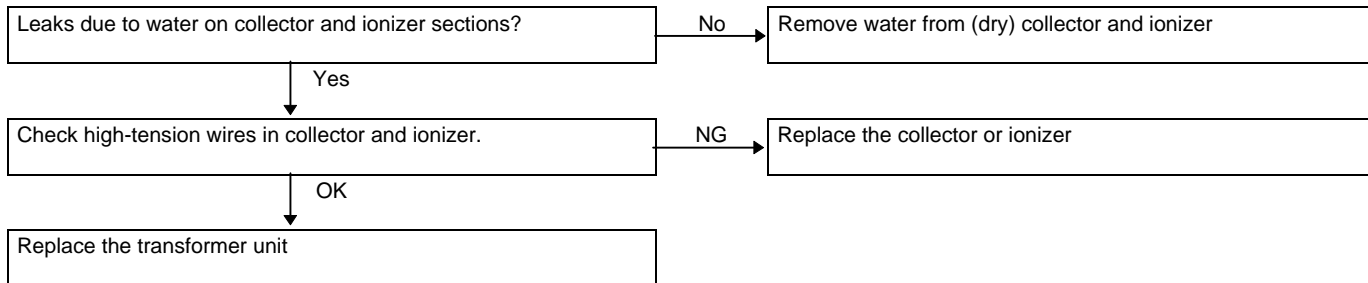 Leaks due to water on collector and ionizer sections?
No
Remove water from (dry) collector and ionizer
Yes
Check high-tension wires in collector and ionizer.
NG
Replace the collector or ionizer
OK
Replace the transformer unit